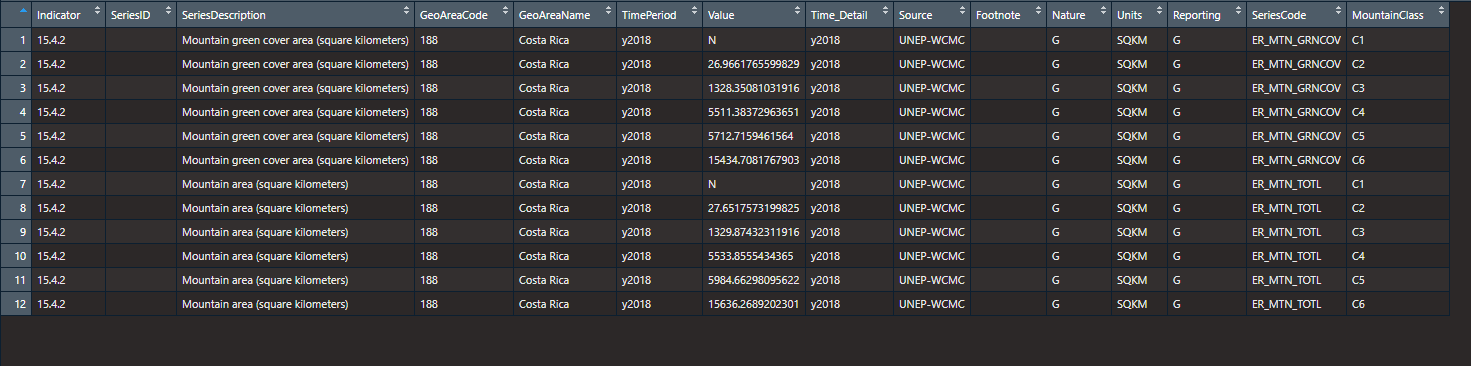 Indicator SeriesID SeriesDescription GeoAreaCode GeoAreaName TimePeriod Value Time_Detail Source Footnote Nature Units Reporting SeriesCode MountainClass
1 15.4.2 Mountain green cover area (square kilometers) 188 Costa Rica y2018 N y2018 UNEP-WCMC G SQKM G ER_MTN_GRNCOV C1
2 15.4.2 Mountain green cover area (square kilometers) 188 Costa Rica y2018 26.9661765599829 y2018 UNEP-WCMC G SQKM G ER_MTN_GRNCOV C2
3 15.4.2 Mountain green cover area (square kilometers) 188 Costa Rica y2018 1328.35081031916 y2018 UNEP-WCMC G SQKM G ER_MTN_GRNCOV C3
4 15.4.2 Mountain green cover area (square kilometers) 188 Costa Rica y2018 5511.38372963651 y2018 UNEP-WCMC G SQKM G ER_MTN_GRNCOV C4
5 15.4.2 Mountain green cover area (square kilometers) 188 Costa Rica y2018 5712.7159461564 y2018 UNEP-WCMC G SQKM G ER_MTN_GRNCOV C5
6 15.4.2 Mountain green cover area (square kilometers) 188 Costa Rica y2018 15434.7081767903 y2018 UNEP-WCMC G SQKM G ER_MTN_GRNCOV C6
7 15.4.2 Mountain area (square kilometers) 188 Costa Rica y2018 N y2018 UNEP-WCMC G SQKM G ER_MTN_TOTL C1
8 15.4.2 Mountain area (square kilometers) 188 Costa Rica y2018 27.6517573199825 y2018 UNEP-WCMC G SQKM G ER_MTN_TOTL C2
9 15.4.2 Mountain area (square kilometers) 188 Costa Rica y2018 1329.87432311916 y2018 UNEP-WCMC G SQKM G ER_MTN_TOTL C3
10 15.4.2 Mountain area (square kilometers) 188 Costa Rica y2018 5533.8555434365 y2018 UNEP-WCMC G SQKM G ER_MTN_TOTL C4
11 15.4.2 Mountain area (square kilometers) 188 Costa Rica y2018 5984.66298095622 y2018 UNEP-WCMC G SQKM G ER_MTN_TOTL C5
12 15.4.2 Mountain area (square kilometers) 188 Costa Rica y2018 15636.2689202301 y2018 UNEP-WCMC G SQKM G ER_MTN_TOTL C6